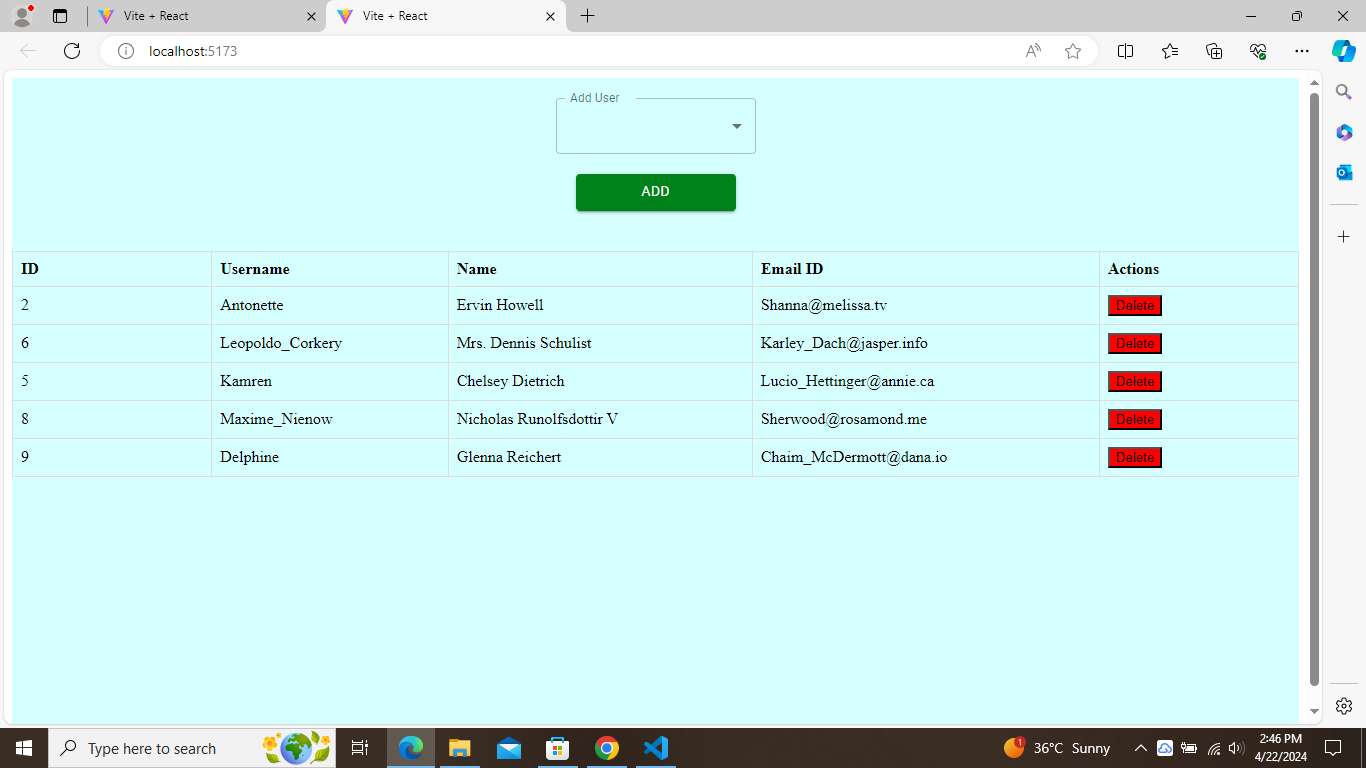 Vite + React
Vite + React
localhost:5173
Add User
ADD
ID Username Name Email ID Actions
2 Antonette Ervin Howell Shanna@melissa.tv Delete
6 Leopoldo_Corkery Mrs. Dennis Schulist Karley_Dach@jasper.info Delete
5 Kamren Chelsey Dietrich Lucio_Hettinger@annie.ca Delete
8 Maxime_Nienow Nicholas Runolfsdottir V Sherwood@rosamond.me Delete
9 Delphine Glenna Reichert Chaim_McDermott@dana.io Delete
Type here to search
1
36°C Sunny
2:46 PM
4/22/2024